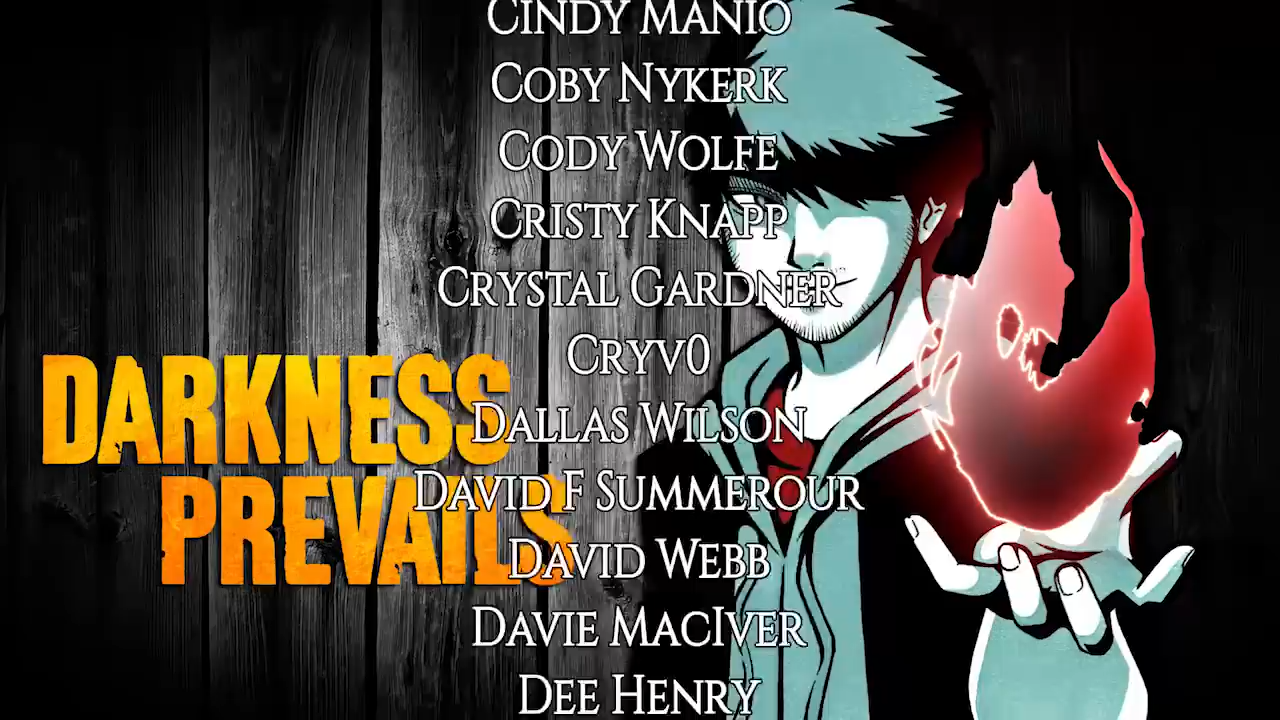 Cindy Manio
Coby Nykerk
Cody Wolfe
Cristy Knapp
Crystal Gardner
Cryv0
Dallas Wilson
David F Summerour
David Webb
Davie MacIver
Dee Henry
DARKNESS
PREVAILS